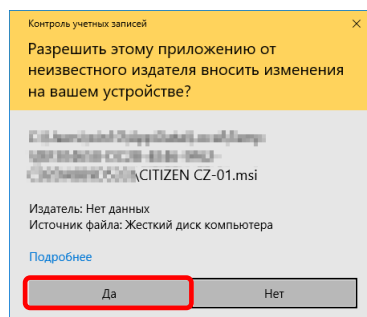 Контроль учетных записей
Разрешить этому приложению от
неизвестного издателя вносить изменения
на вашем устройстве?
\CITIZEN CZ-01.msi
Издатель: Нет данных
Источник файла: Жесткий диск компьютера
Подробнее
Да
Нет